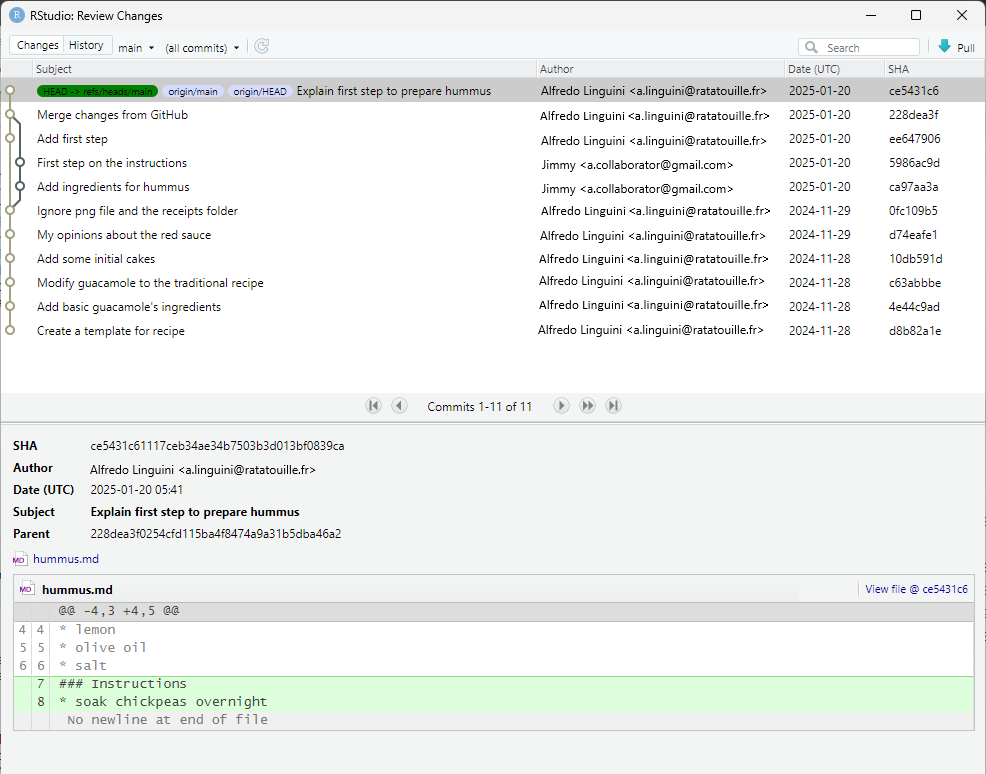 R RStudio: Review Changes
Changes History main (all commits) Search Pull
Subject Author Date (UTC) SHA
HEAD -> refs/heads/main origin/main origin/HEAD Explain first step to prepare hummus Alfredo Linguini <a.linguini@ratatouille.fr> 2025-01-20 ce5431c6
Merge changes from GitHub Alfredo Linguini <a.linguini@ratatouille.fr> 2025-01-20 228dea3f
Add first step Alfredo Linguini <a.linguini@ratatouille.fr> 2025-01-20 ee647906
First step on the instructions Jimmy <a.collaborator@gmail.com> 2025-01-20 5986ac9d
Add ingredients for hummus Jimmy <a.collaborator@gmail.com> 2025-01-20 ca97aa3a
Ignore png file and the receipts folder Alfredo Linguini <a.linguini@ratatouille.fr> 2024-11-29 0fc109b5
My opinions about the red sauce Alfredo Linguini <a.linguini@ratatouille.fr> 2024-11-29 d74eafe1
Add some initial cakes Alfredo Linguini <a.linguini@ratatouille.fr> 2024-11-28 10db591d
Modify guacamole to the traditional recipe Alfredo Linguini <a.linguini@ratatouille.fr> 2024-11-28 c63abbbe
Add basic guacamole's ingredients Alfredo Linguini <a.linguini@ratatouille.fr> 2024-11-28 4e44c9ad
Create a template for recipe Alfredo Linguini <a.linguini@ratatouille.fr> 2024-11-28 d8b82a1e
Commits 1-11 of 11
SHA ce5431c61117ceb34ae34b7503b3d013bf0839ca
Author Alfredo Linguini <a.linguini@ratatouille.fr>
Date (UTC) 2025-01-20 05:41
Subject Explain first step to prepare hummus
Parent 228dea3f0254cfd115ba4f8474a9a31b5dba46a2
MD hummus.md
MD hummus.md View file @ ce5431c6
@@ -4,3 +4,5 @@
4 4 * lemon
5 5 * olive oil
6 6 * salt
7 ### Instructions
8 * soak chickpeas overnight
No newline at end of file